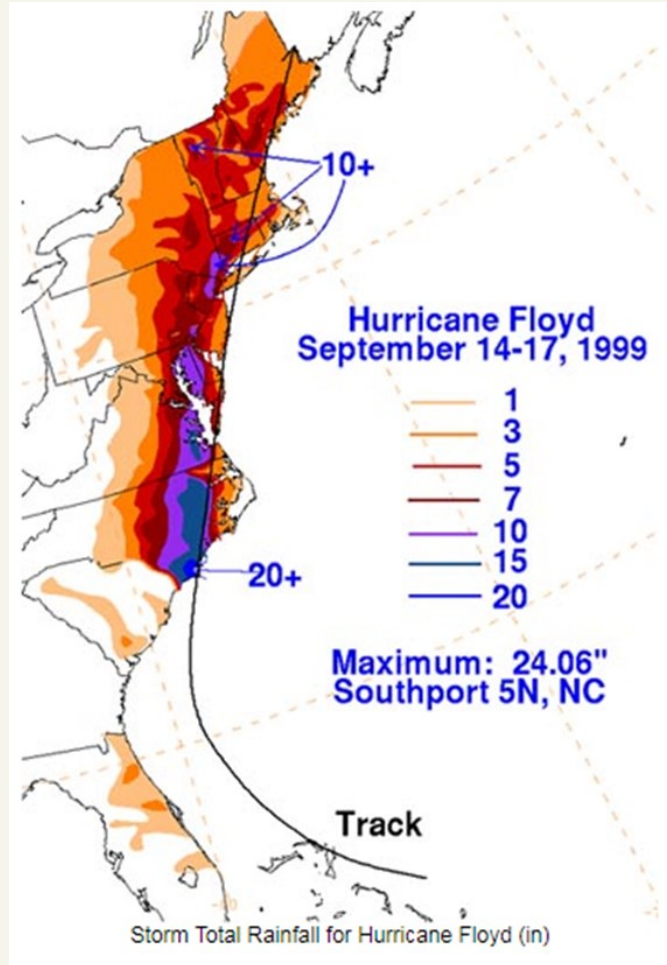 10+
Hurricane Floyd
September 14-17, 1999
1
3
5
7
10
15
20
20+
Maximum: 24.06"
Southport 5N, NC
Track
Storm Total Rainfall for Hurricane Floyd (in)